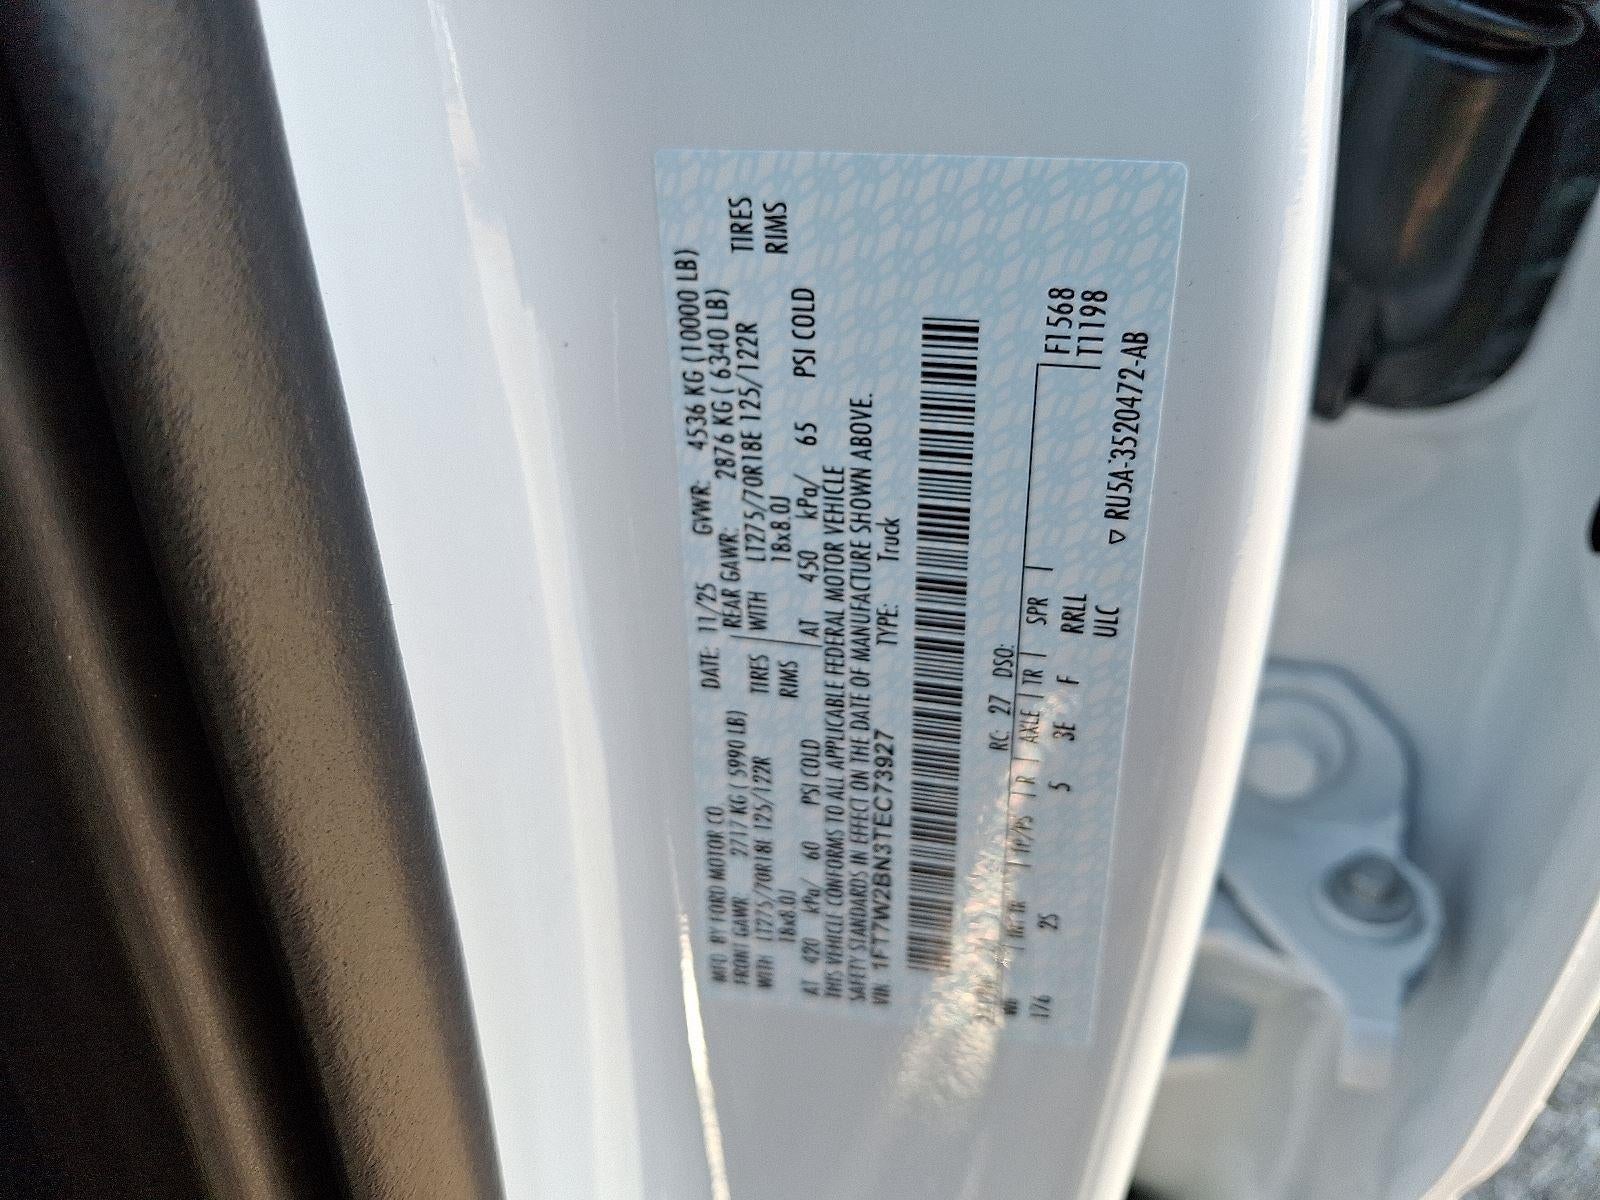 MFD. BY FORD MOTOR CO. DATE: 11/25 GVWR: 4536 KG (10000 LB)
FRONT GAWR: 2717 KG ( 5990 LB) REAR GAWR: 2876 KG ( 6340 LB)
WITH LT275/70R18E 125/122R TIRES WITH LT275/70R18E 125/122R TIRES
18x8.0J RIMS 18x8.0J RIMS
AT 420 kPa/ 60 PSI COLD AT 450 kPa/ 65 PSI COLD
THIS VEHICLE CONFORMS TO ALL APPLICABLE FEDERAL MOTOR VEHICLE
SAFETY STANDARDS IN EFFECT ON THE DATE OF MANUFACTURE SHOWN ABOVE.
VIN: 1FT7W2BN3TEC73927 TYPE: Truck
RC: 27 DSO:
WB TP/PS R AXLE TR SPR F1568
176 25 5 3E F RRLL T1198
ULC ▽ RU5A-3520472-AB